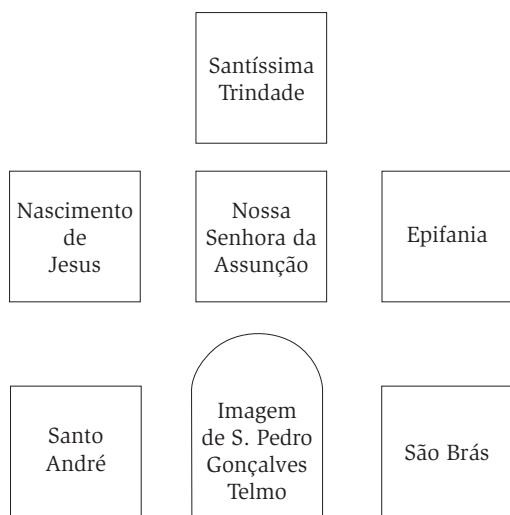 Santíssima
Trindade
Nascimento
de
Jesus
Nossa
Senhora da
Assunção
Epifania
Santo
André
Imagem
de S. Pedro
Gonçalves
Telmo
São Brás